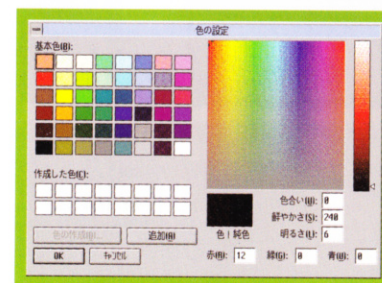 色の設定
基本色(B):
作成した色(C):
色の作成(D)...
追加(A)
OK
キャンセル
色|純色
色合い(U): 0
鮮やかさ(S): 240
明るさ(L): 6
赤(R): 12
緑(G): 0
青(U): 0